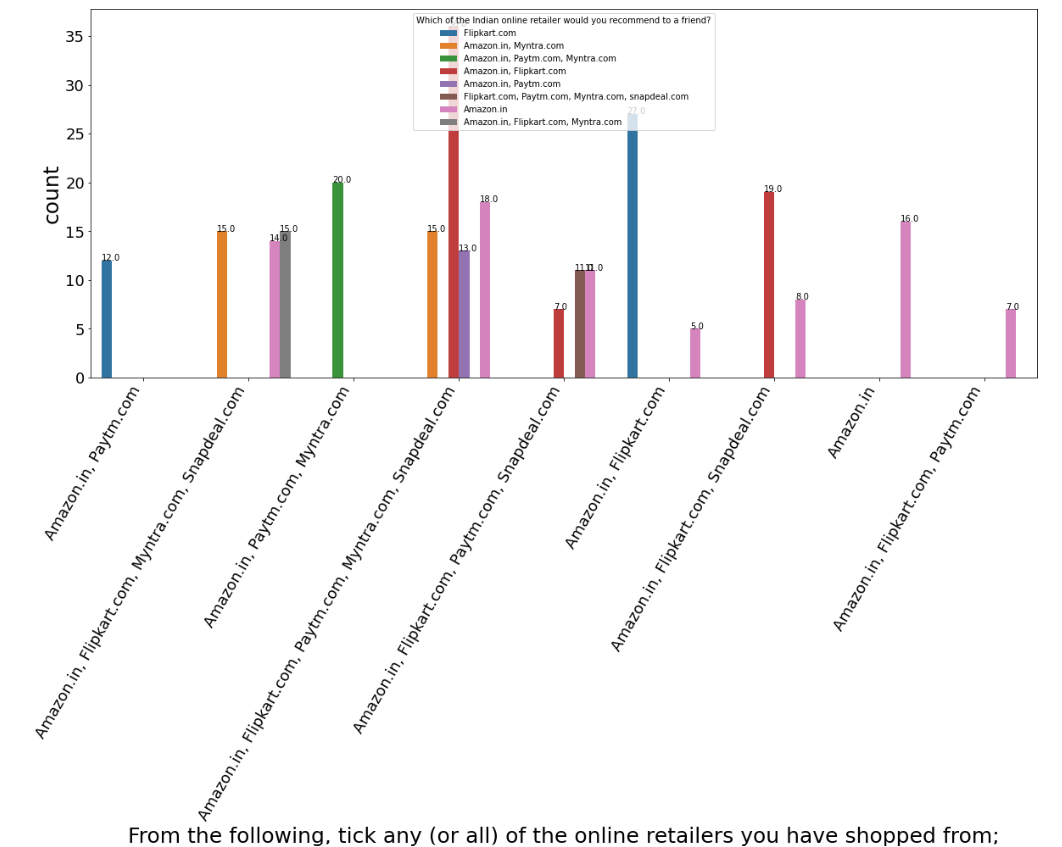 Which of the Indian online retailer would you recommend to a friend?
Flipkart.com
Amazon.in, Myntra.com
Amazon.in, Paytm.com, Myntra.com
Amazon.in, Flipkart.com
Amazon.in, Paytm.com
Flipkart.com, Paytm.com, Myntra.com, snapdeal.com
Amazon.in
Amazon.in, Flipkart.com, Myntra.com
count
35
30
25
20
15
10
5
0
12.0
15.0
14.0
15.0
20.0
15.0
13.0
18.0
7.0
11.0
11.0
27.0
5.0
19.0
8.0
16.0
7.0
Amazon.in, Paytm.com
Amazon.in, Flipkart.com, Myntra.com, Snapdeal.com
Amazon.in, Paytm.com, Myntra.com
Amazon.in, Flipkart.com, Paytm.com, Myntra.com, Snapdeal.com
Amazon.in, Flipkart.com, Paytm.com, Snapdeal.com
Amazon.in, Flipkart.com
Amazon.in, Flipkart.com, Snapdeal.com
Amazon.in
Amazon.in, Flipkart.com, Paytm.com
From the following, tick any (or all) of the online retailers you have shopped from;